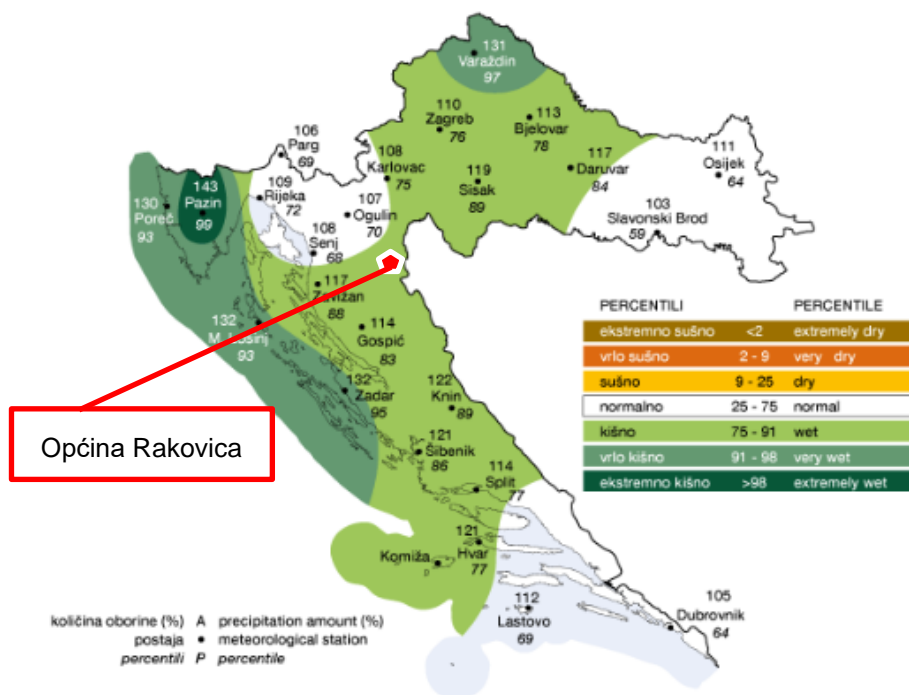 131
Varaždin
97
110
Zagreb
76
113
Bjelovar
78
106
Parg
69
108
Karlovac
75
119
Sisak
89
117
Daruvar
84
111
Osijek
64
103
Slavonski Brod
59
143
Pazin
99
130
Poreč
93
109
Rijeka
72
107
Ogulin
70
108
Senj
68
117
Zavižan
88
132
M. Lošinj
93
114
Gospić
83
132
Zadar
95
122
Knin
89
121
Šibenik
86
114
Split
77
121
Hvar
77
Komiža
112
Lastovo
69
105
Dubrovnik
64
Općina Rakovica
PERCENTILI PERCENTILE
ekstremno sušno <2 extremely dry
vrlo sušno 2 - 9 very dry
sušno 9 - 25 dry
normalno 25 - 75 normal
kišno 75 - 91 wet
vrlo kišno 91 - 98 very wet
ekstremno kišno >98 extremely wet
količina oborine (%) A precipitation amount (%)
postaja • meteorological station
percentili P percentile